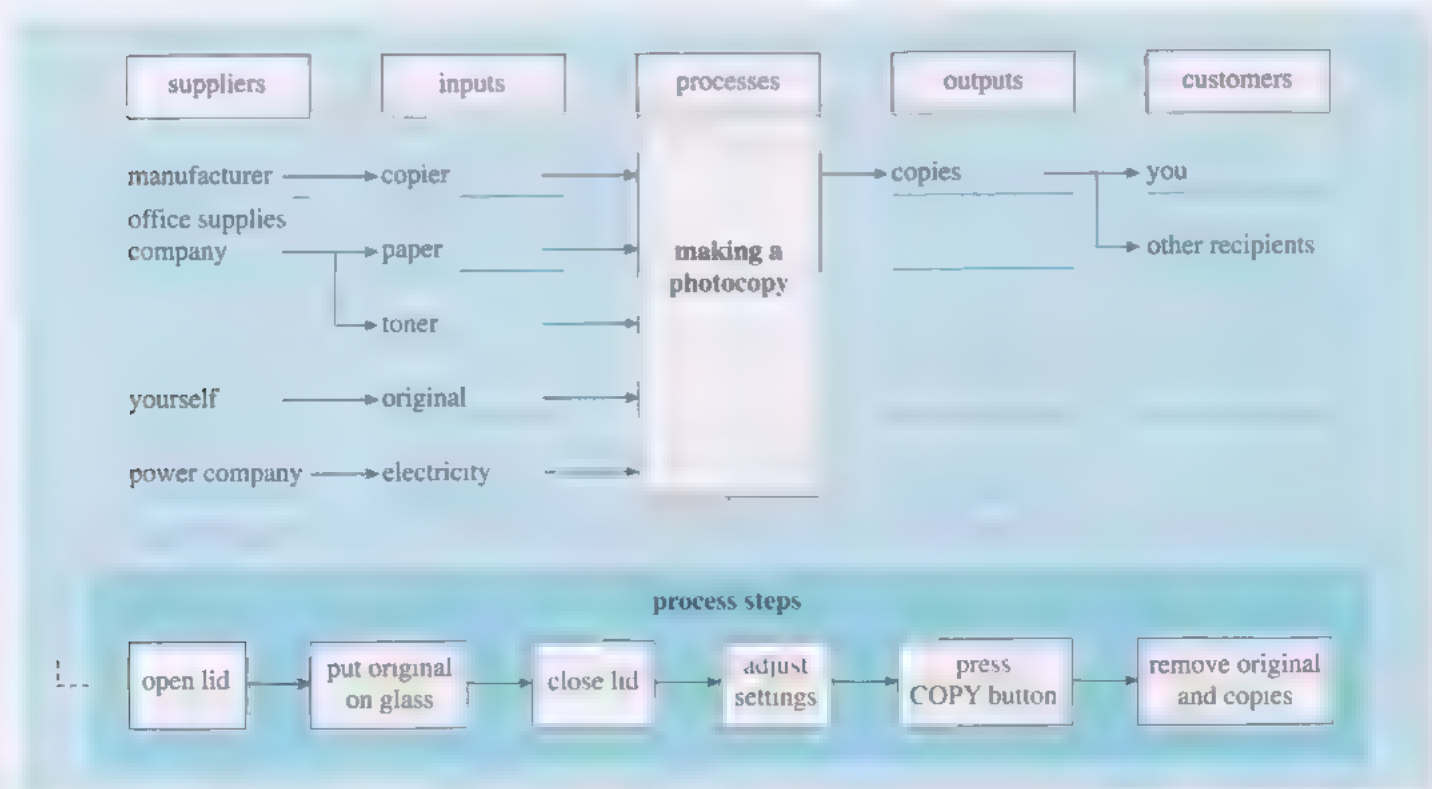 suppliers inputs processes outputs customers
manufacturer copier copies you
office supplies
company paper making a other recipients
photocopy
toner
yourself original
power company electricity
process steps
open lid put original close lid adjust press remove original
on glass settings COPY button and copies